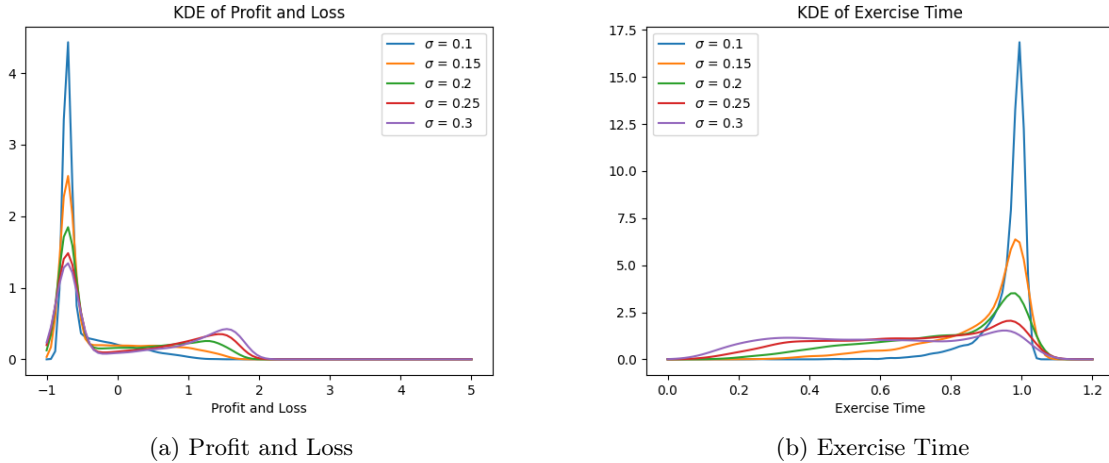 KDE of Profit and Loss
σ = 0.1
σ = 0.15
σ = 0.2
σ = 0.25
σ = 0.3
4
3
2
1
0
−1
0
1
2
3
4
5
Profit and Loss
(a) Profit and Loss
KDE of Exercise Time
σ = 0.1
σ = 0.15
σ = 0.2
σ = 0.25
σ = 0.3
17.5
15.0
12.5
10.0
7.5
5.0
2.5
0.0
0.0
0.2
0.4
0.6
0.8
1.0
1.2
Exercise Time
(b) Exercise Time